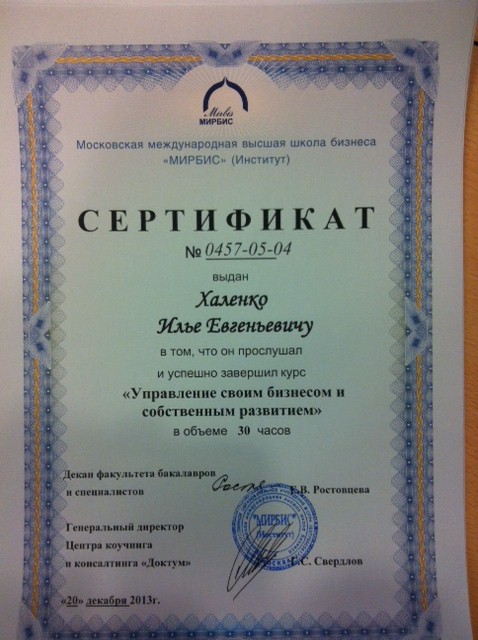 Mirbis
МИРБИС
Московская международная высшая школа бизнеса
«МИРБИС» (Институт)
СЕРТИФИКАТ
№ 0457-05-04
выдан
Халенко
Илье Евгеньевичу
в том, что он прослушал
и успешно завершил курс
«Управление своим бизнесом и
собственным развитием»
в объеме 30 часов
Декан факультета бакалавров
и специалистов Е.В. Ростовцева
"МИРБИС"
(Институт)
Генеральный директор
Центра коучинга
и консалтинга «Доктум» Г.С. Свердлов
«20» декабря 2013г.